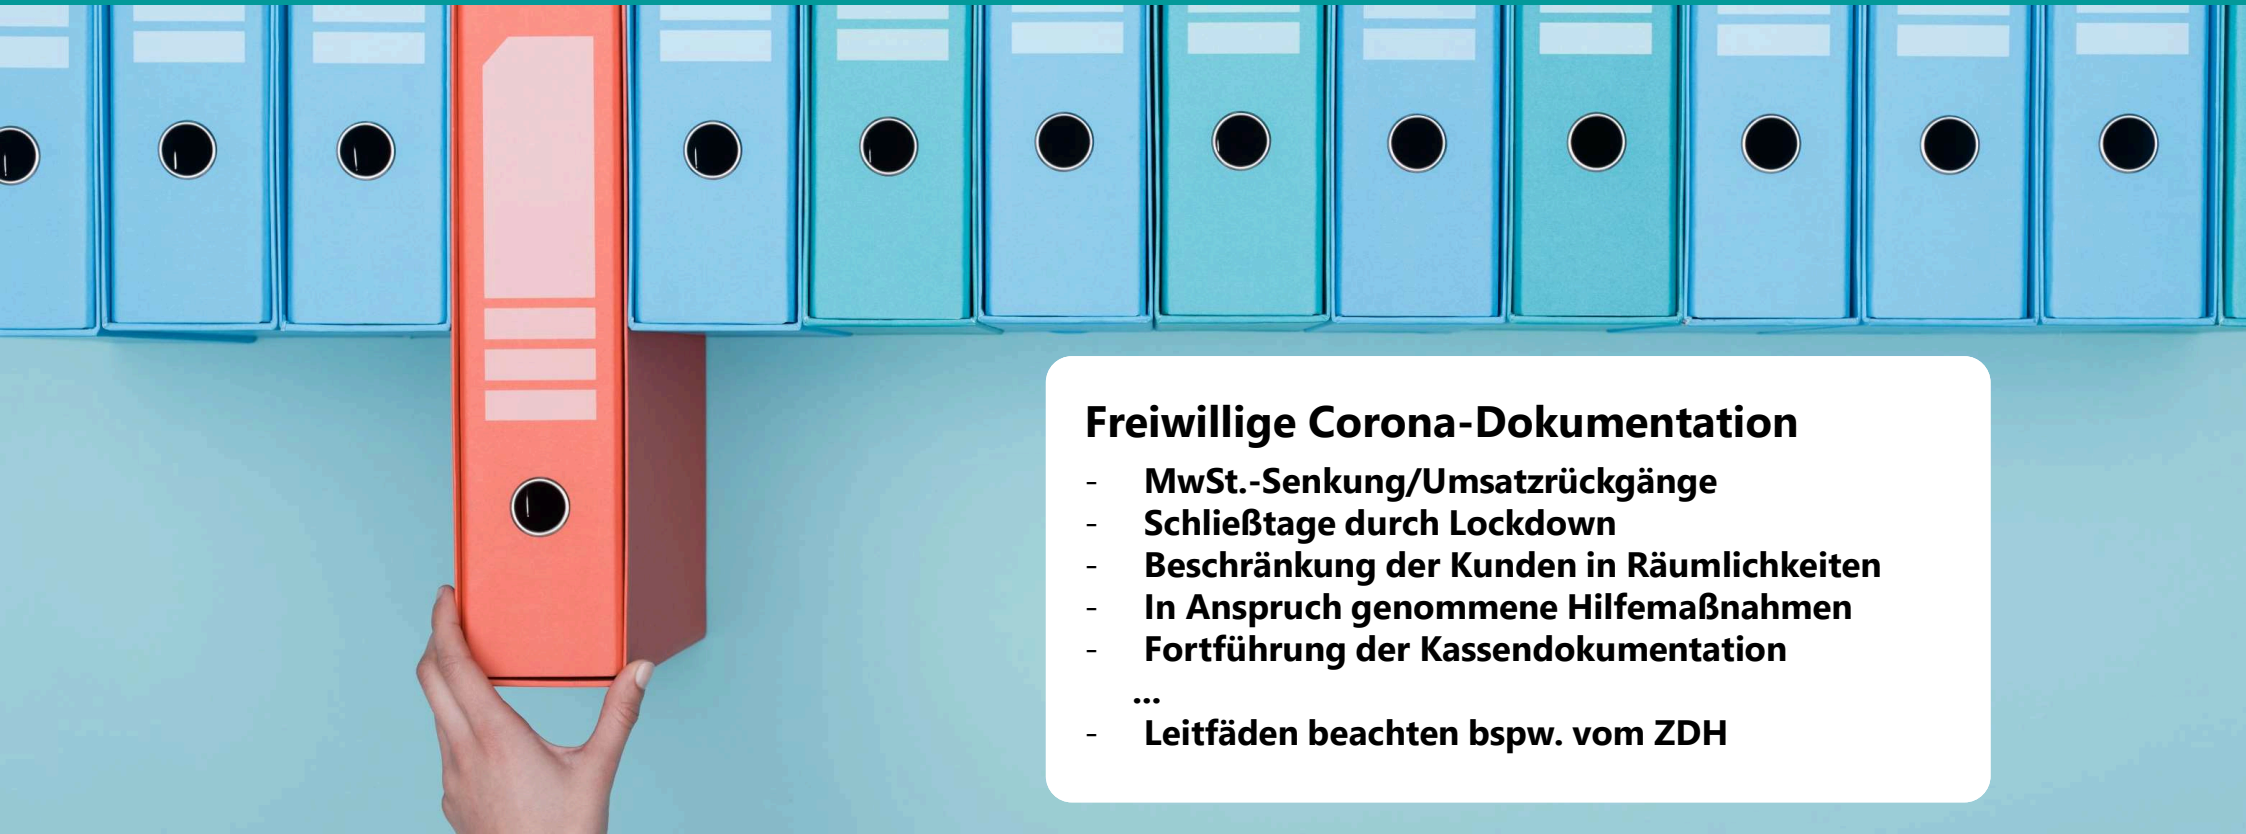 Freiwillige Corona-Dokumentation
- MwSt.-Senkung/Umsatzrückgänge
- Schließtage durch Lockdown
- Beschränkung der Kunden in Räumlichkeiten
- In Anspruch genommene Hilfemaßnahmen
- Fortführung der Kassendokumentation
...
- Leitfäden beachten bspw. vom ZDH